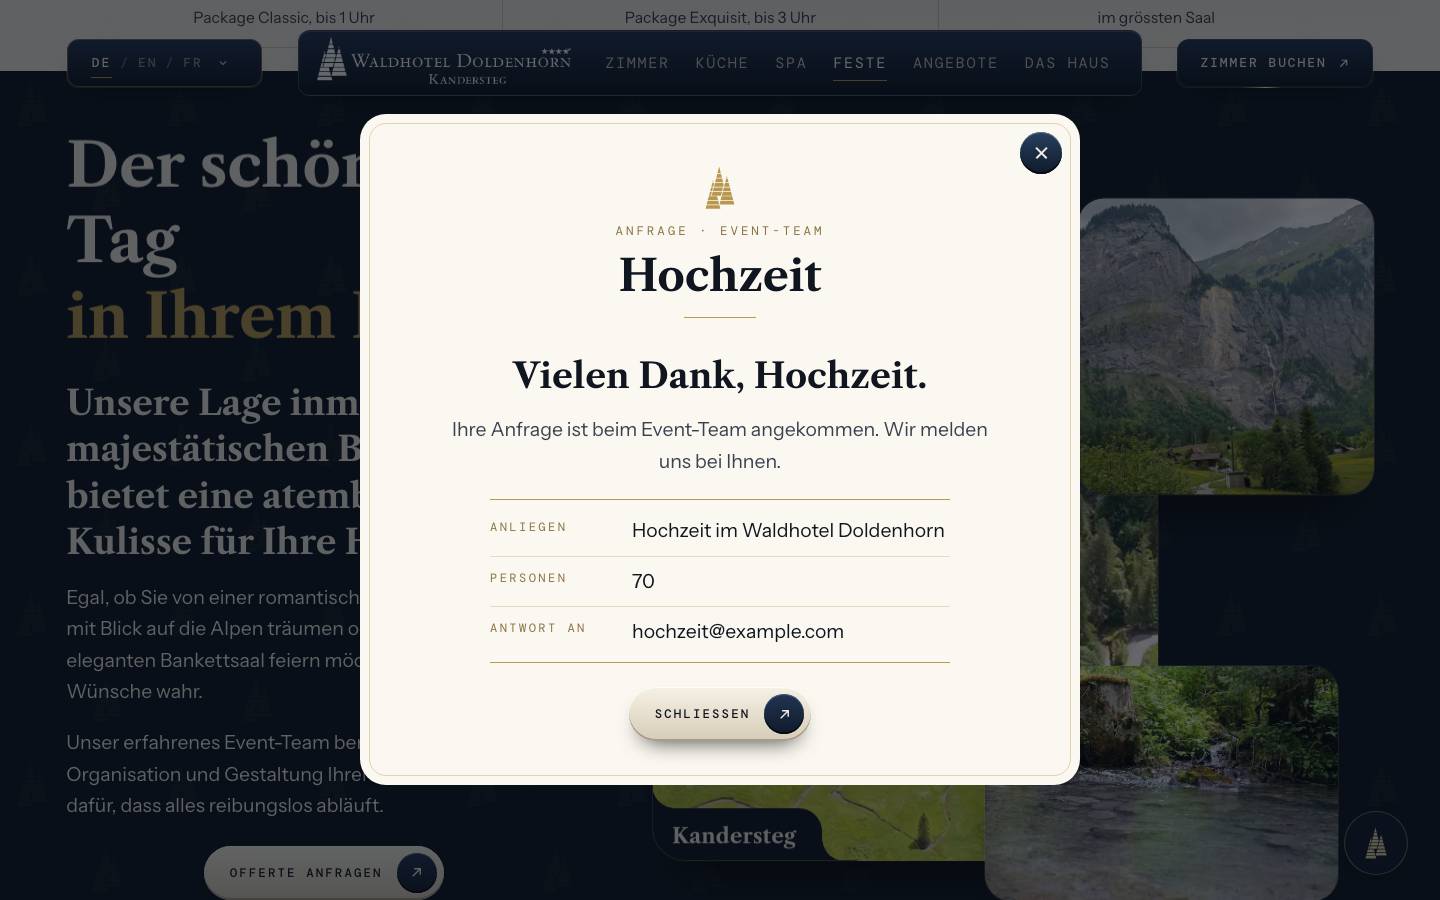 Package Classic, bis 1 Uhr
Package Exquisit, bis 3 Uhr
im grössten Saal
DE / EN / FR
WALDHOTEL DOLDENHORN
KANDERSTEG
ZIMMER
KÜCHE
SPA
FESTE
ANGEBOTE
DAS HAUS
ZIMMER BUCHEN
Der schön
Tag
in Ihrem
Unsere Lage inm
majestätischen B
bietet eine atemb
Kulisse für Ihre H
Egal, ob Sie von einer romantisch
mit Blick auf die Alpen träumen o
eleganten Bankettsaal feiern möc
Wünsche wahr.
Unser erfahrenes Event-Team ber
Organisation und Gestaltung Ihrer
dafür, dass alles reibungslos abläuft.
OFFERTE ANFRAGEN
ANFRAGE · EVENT-TEAM
Hochzeit
Vielen Dank, Hochzeit.
Ihre Anfrage ist beim Event-Team angekommen. Wir melden
uns bei Ihnen.
ANLIEGEN Hochzeit im Waldhotel Doldenhorn
PERSONEN 70
ANTWORT AN hochzeit@example.com
SCHLIESSEN
Kandersteg